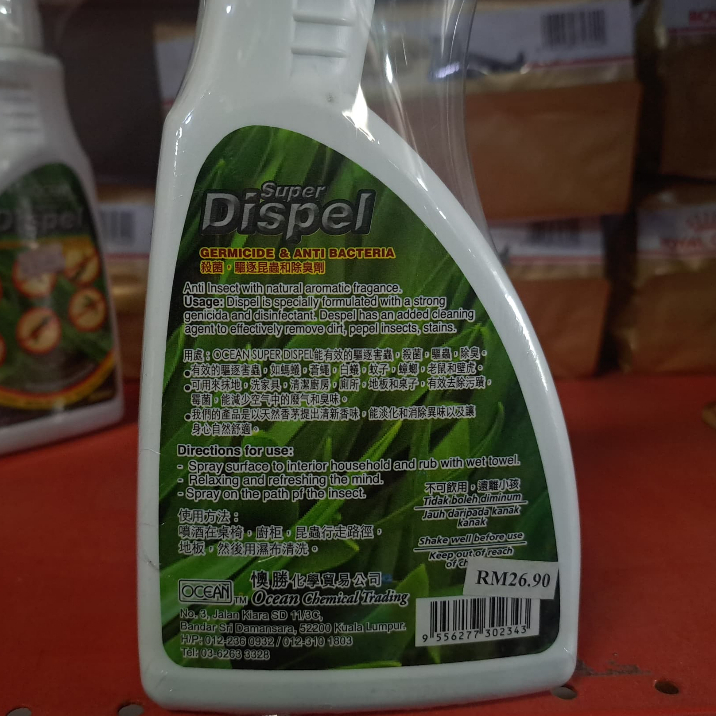 Super
Dispel
GERMICIDE & ANTI BACTERIA
殺菌，驅逐昆蟲和除臭劑
Anti Insect with natural aromatic fragance.
Usage: Dispel is specially formulated with a strong
genicida and disinfectant. Despel has an added cleaning
agent to effectively remove dirt, pepel insects, stains.
用處：OCEAN SUPER DISPEL能有效的驅逐害蟲，殺菌，驅蟲，除臭。
●有效的驅逐害蟲，如螞蟻，蒼蠅，白蟻，蚊子，蟑螂，老鼠和壁虎。
●可用來抹地，洗家具，清潔廚房，廁所，地板和桌子，有效去除污漬，
霉菌，能減少空气中的廢气和臭味。
●我們的產品是以天然香茅提出清新香味，能淡化和消除異味以及讓
身心自然舒適。
Directions for use:
- Spray surface to interior household and rub with wet towel.
- Relaxing and refreshing the mind.
- Spray on the path pf the insect.
使用方法：
噴洒在桌椅，廚柜，昆蟲行走路徑，
地板，然後用濕布清洗。
不可飲用，遠離小孩
Tidak boleh diminum
Jauh daripada kanak
kanak
Shake well before use
Keep out of reach
of
RM26.90
OCEAN TM
懊勝化學貿易公司
Ocean Chemical Trading
No. 3, Jalan Kiara SD 11/3C,
Bandar Sri Damansara, 52200 Kuala Lumpur.
H/P: 012-236 0932 / 012-310 1603
Tel: 03-6263 3328
9 556277 302343
Dispel